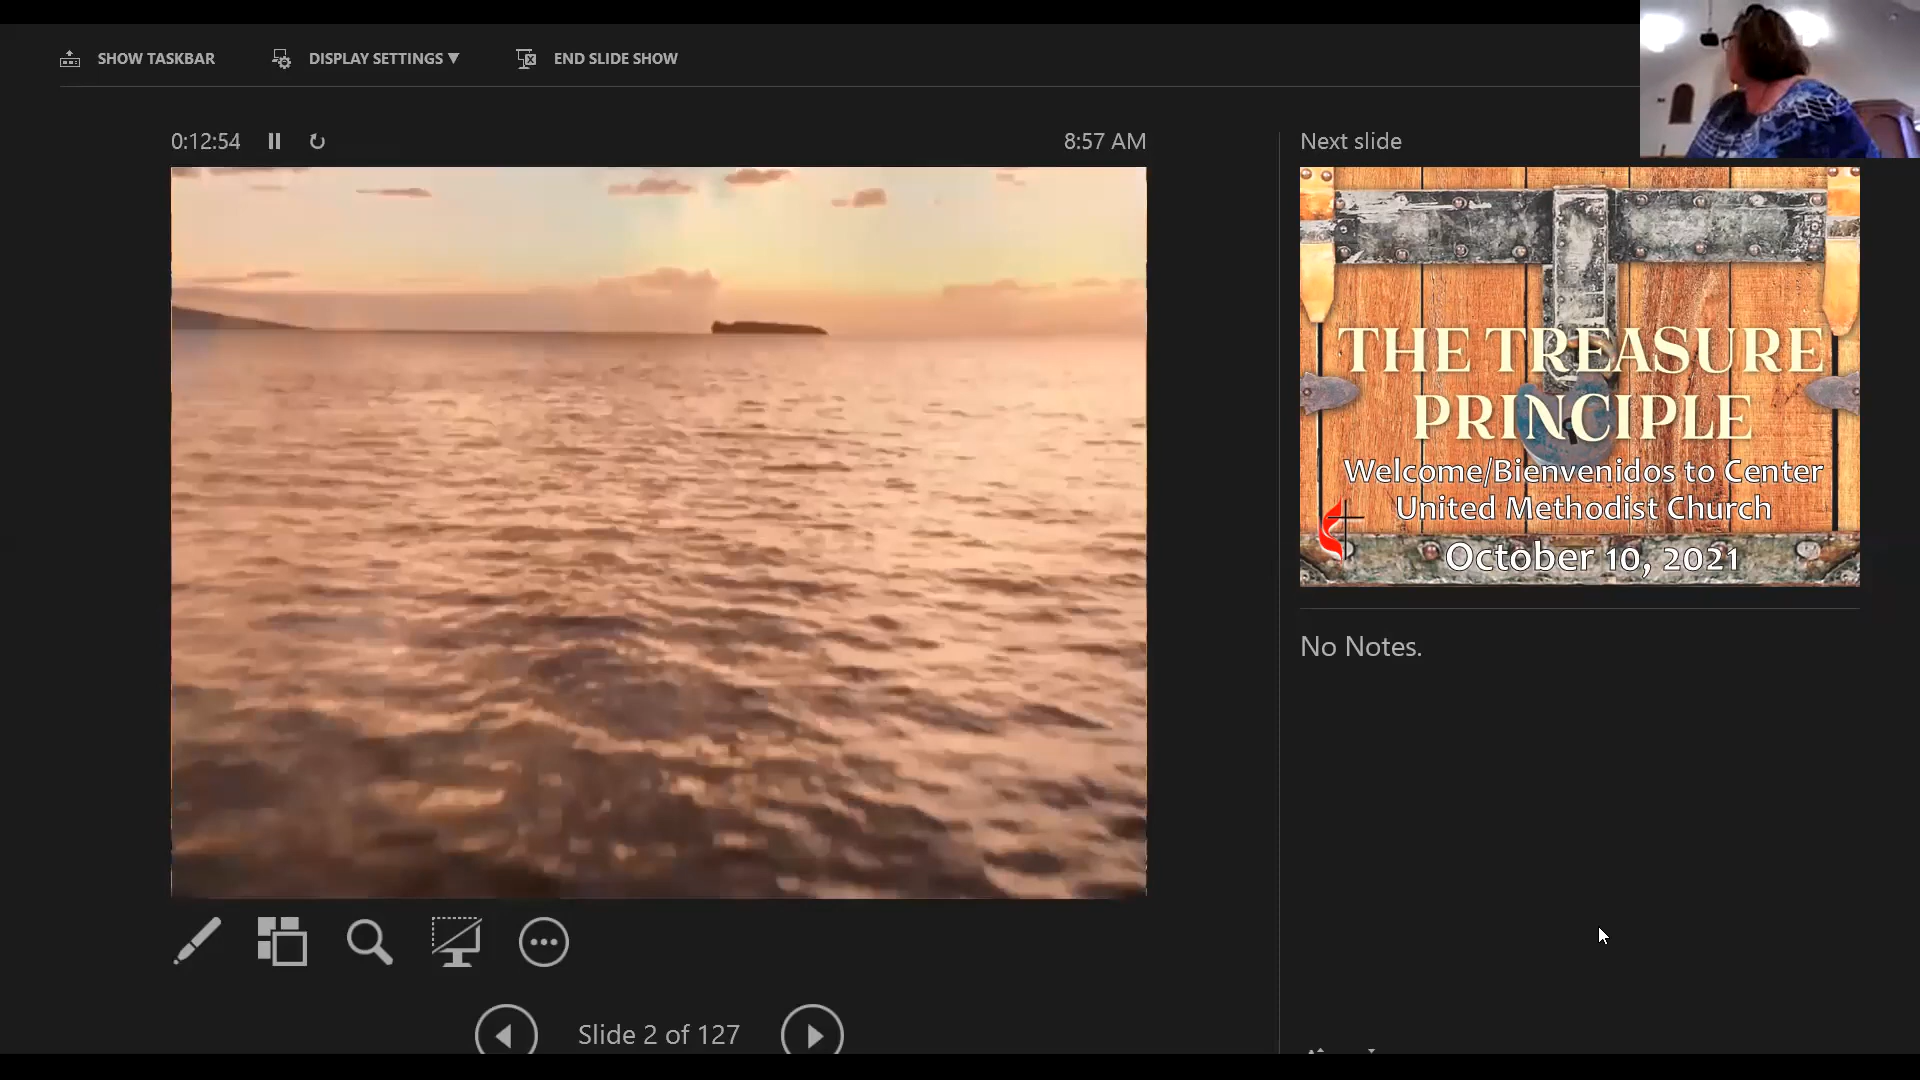 SHOW TASKBAR
DISPLAY SETTINGS ▼
END SLIDE SHOW
0:12:54
8:57 AM
Next slide
THE TREASURE
PRINCIPLE
Welcome/Bienvenidos to Center
United Methodist Church
October 10, 2021
No Notes.
Slide 2 of 127